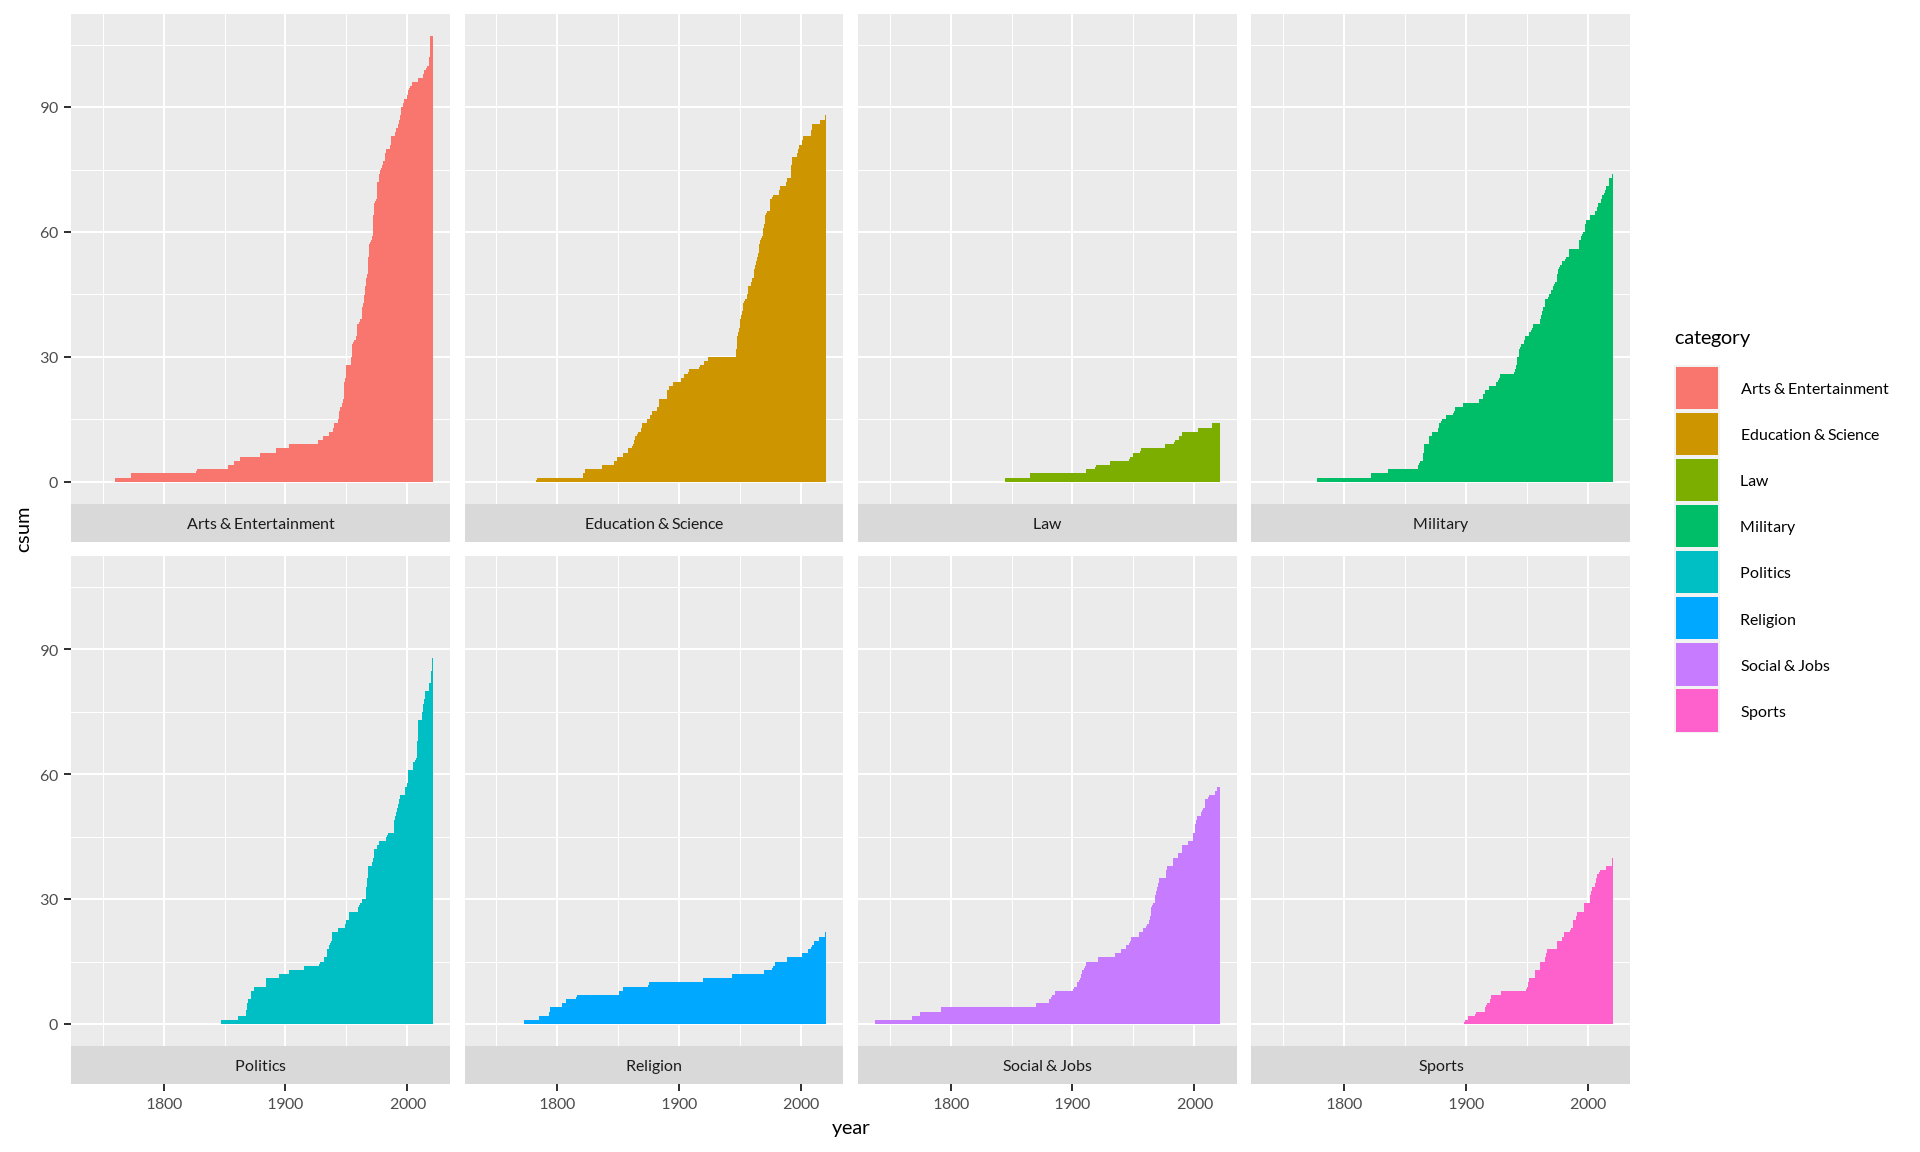 90
60
30
0
Arts & Entertainment
Education & Science
Law
Military
90
60
30
0
Politics
Religion
Social & Jobs
Sports
1800 1900 2000
1800 1900 2000
1800 1900 2000
1800 1900 2000
year
csum
category
Arts & Entertainment
Education & Science
Law
Military
Politics
Religion
Social & Jobs
Sports